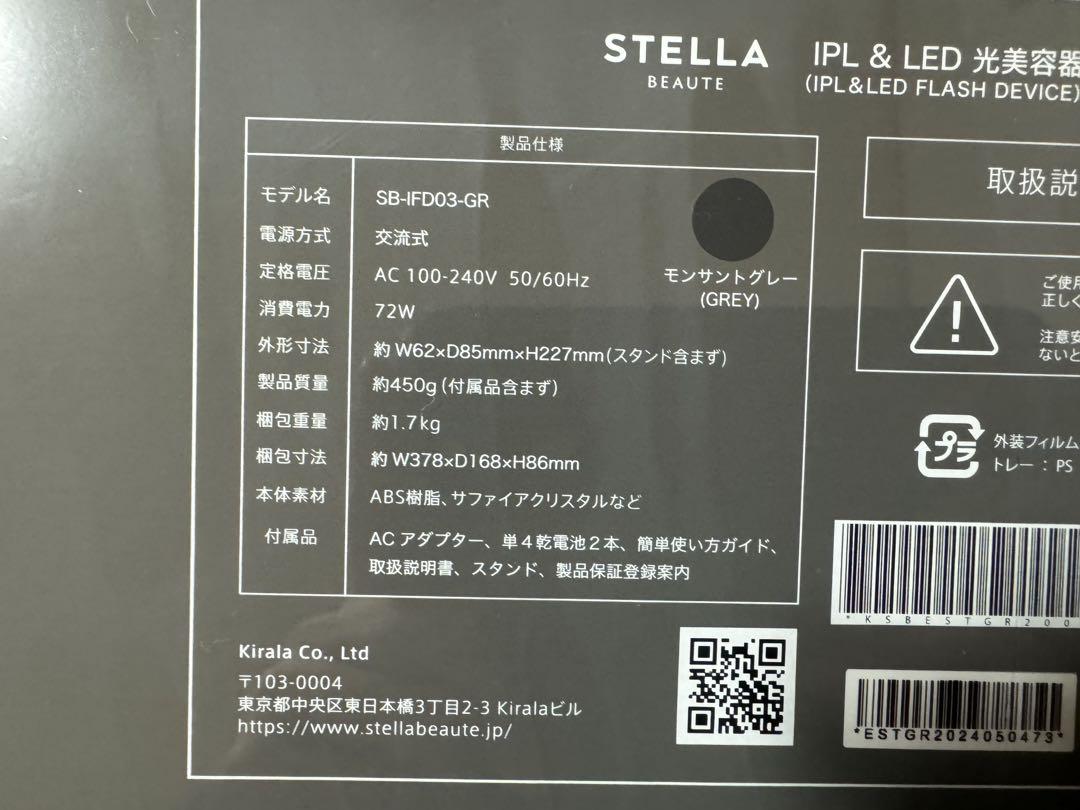 STELLA
BEAUTE
IPL & LED 光美容器
(IPL&LED FLASH DEVICE)
製品仕様
モデル名 SB-IFD03-GR
電源方式 交流式
定格電圧 AC 100-240V 50/60Hz
消費電力 72W
外形寸法 約 W62×D85mm×H227mm(スタンド含まず)
製品質量 約450g(付属品含まず)
梱包重量 約1.7kg
梱包寸法 約 W378×D168×H86mm
本体素材 ABS樹脂、サファイアクリスタルなど
付属品 AC アダプター、単4乾電池2本、簡単使い方ガイド、
取扱説明書、スタンド、製品保証登録案内
モンサントグレー
(GREY)
取扱説
ご使用
正しく
注意安
ないと
プラ
外装フィルム
トレー : PS
*KSBESTGR200
*ESTGR2024050473*
Kirala Co., Ltd
〒103-0004
東京都中央区東日本橋3丁目2-3 Kiralaビル
https://www.stellabeaute.jp/